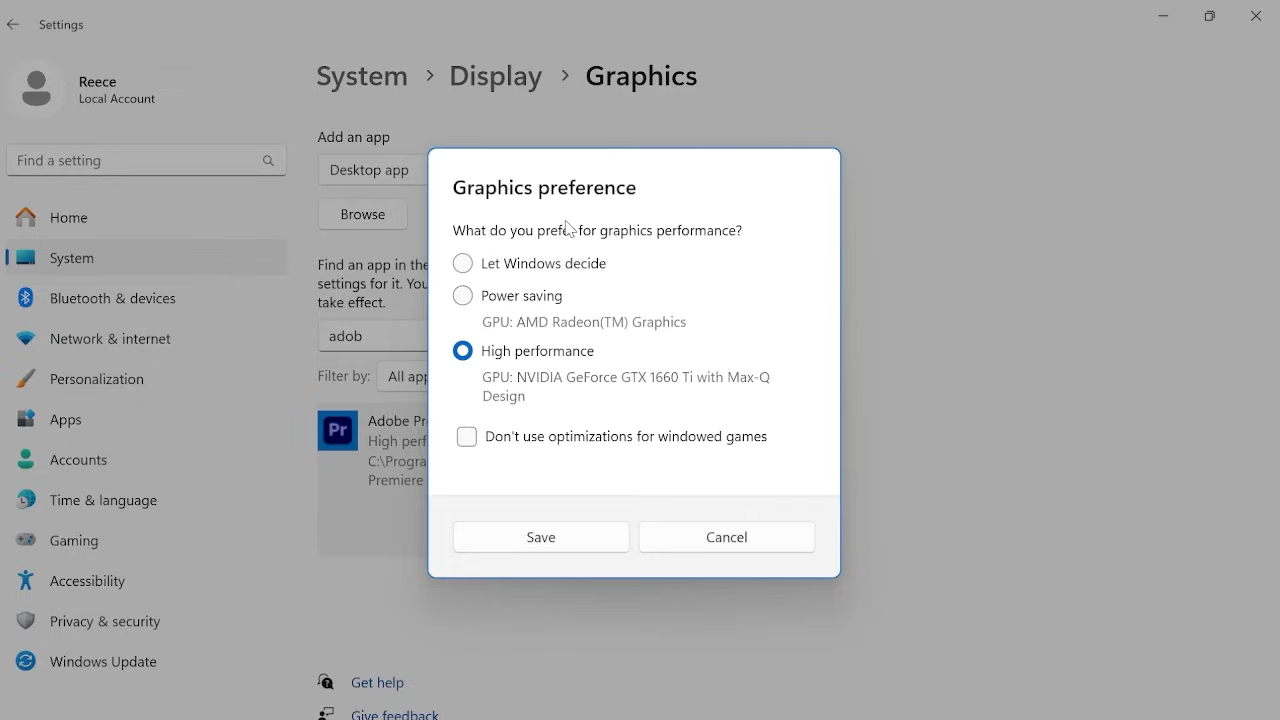 Settings
Reece
Local Account
Find a setting
Home
System
Bluetooth & devices
Network & internet
Personalization
Apps
Accounts
Time & language
Gaming
Accessibility
Privacy & security
Windows Update
System > Display > Graphics
Add an app
Desktop app
Browse
Find an app in the
settings for it. You
take effect.
adob
Filter by: All app
Pr
Adobe Pr
High perf
C:\Progra
Premiere
Get help
Give feedback
Graphics preference
What do you prefer for graphics performance?
Let Windows decide
Power saving
GPU: AMD Radeon(TM) Graphics
High performance
GPU: NVIDIA GeForce GTX 1660 Ti with Max-Q
Design
Don't use optimizations for windowed games
Save
Cancel